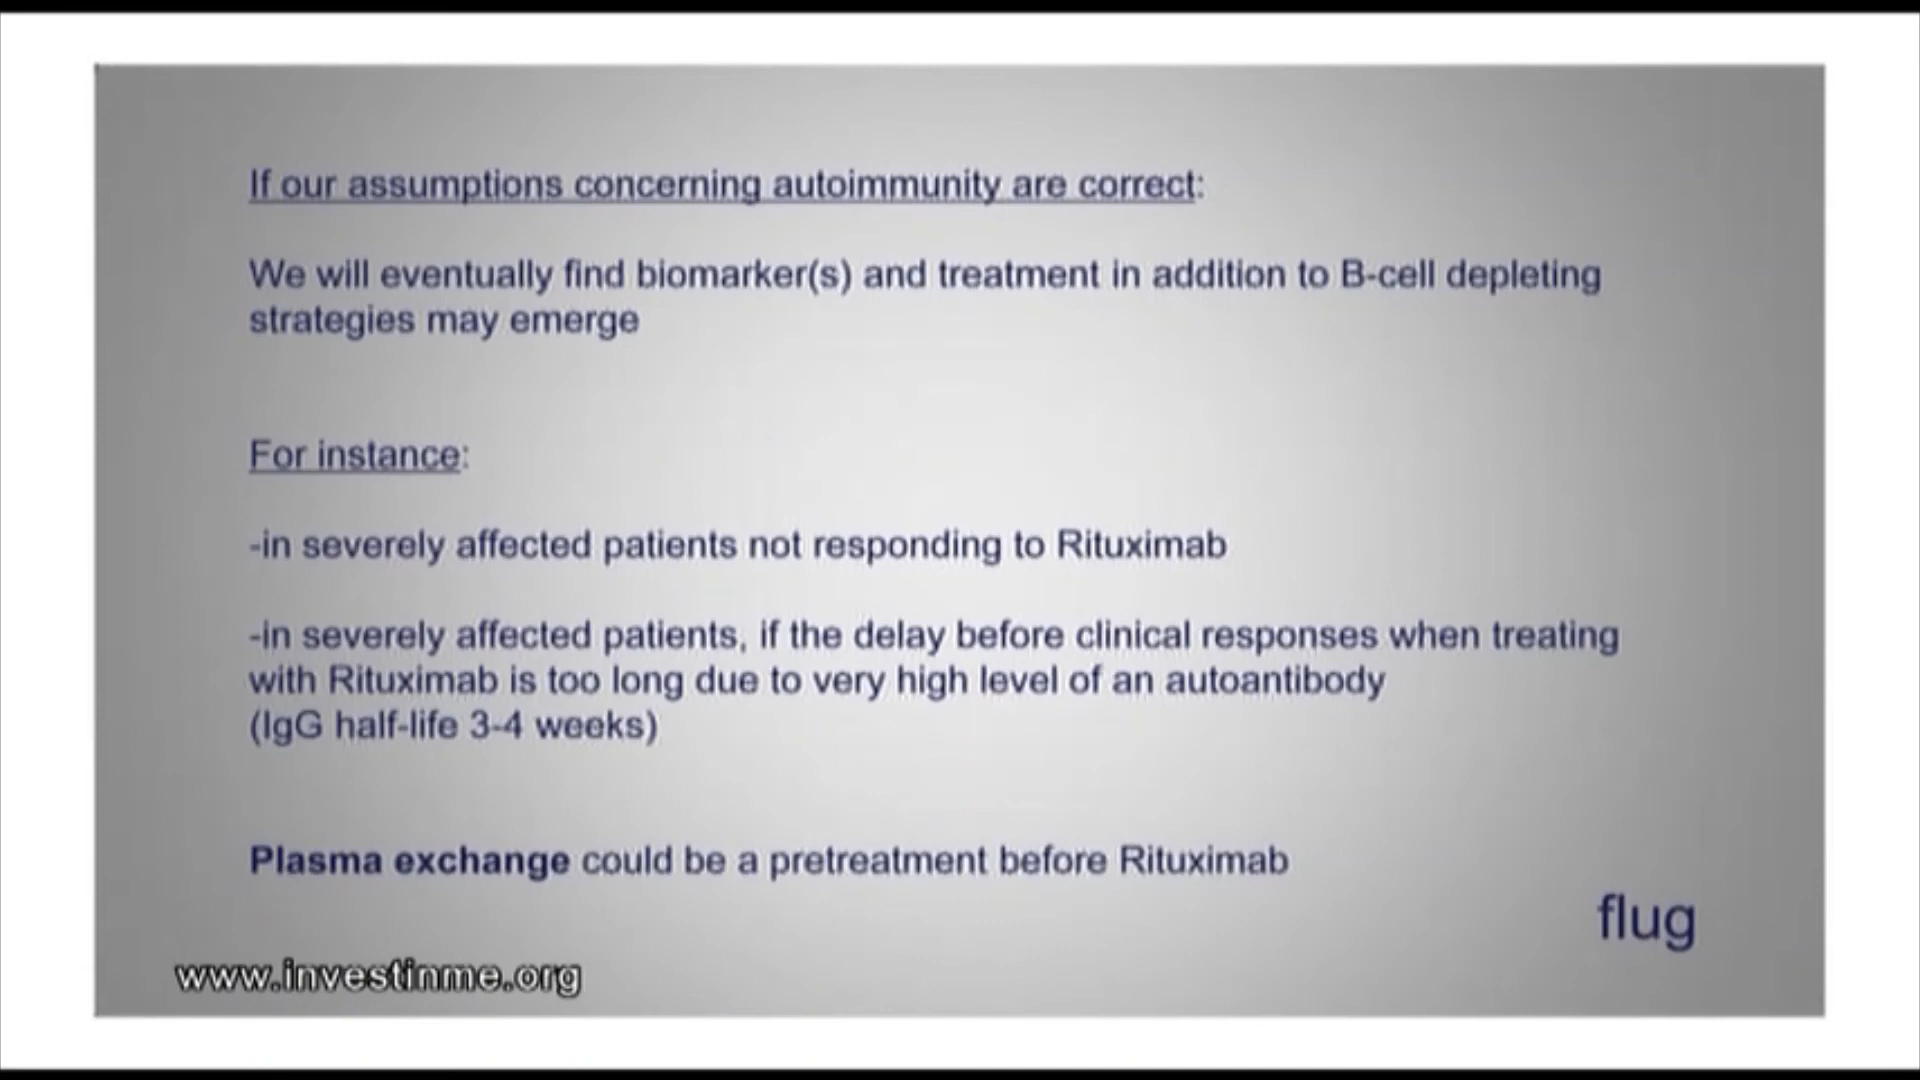 If our assumptions concerning autoimmunity are correct:
We will eventually find biomarker(s) and treatment in addition to B-cell depleting
strategies may emerge
For instance:
-in severely affected patients not responding to Rituximab
-in severely affected patients, if the delay before clinical responses when treating
with Rituximab is too long due to very high level of an autoantibody
(IgG half-life 3-4 weeks)
Plasma exchange could be a pretreatment before Rituximab
flug
www.investinme.org